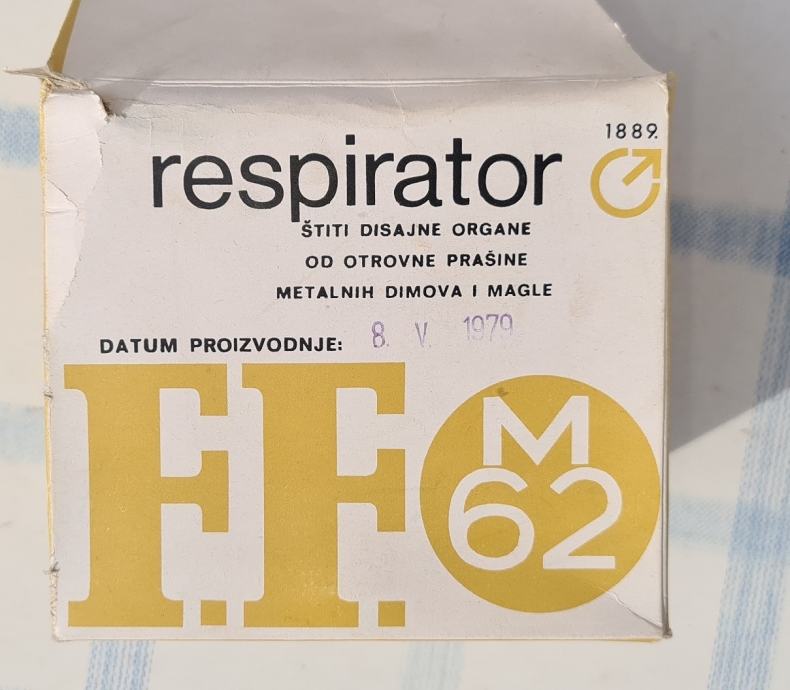 1889.
respirator
ŠTITI DISAJNE ORGANE
OD OTROVNE PRAŠINE
METALNIH DIMOVA I MAGLE
DATUM PROIZVODNJE: 8. V. 1979
F.F.
M
62